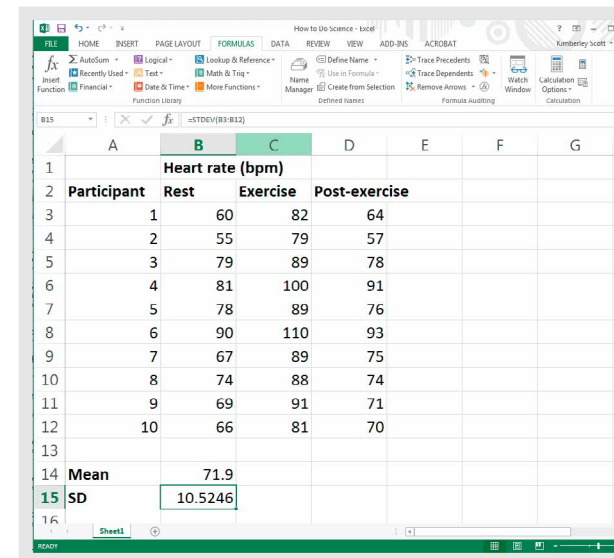 How to Do Science - Excel
FILE HOME INSERT PAGE LAYOUT FORMULAS DATA REVIEW VIEW ADD-INS ACROBAT Kimberley Scott
fx Insert Function
AutoSum Logical Lookup & Reference
Recently Used Text Math & Trig
Financial Date & Time More Functions
Function Library
Name Manager
Define Name
Use in Formula
Create from Selection
Defined Names
Trace Precedents
Trace Dependents
Remove Arrows
Formula Auditing
Watch Window
Calculation Options
Calculation
B15 fx =STDEV(B3:B12)
A B C D E F G
1 Heart rate (bpm)
2 Participant Rest Exercise Post-exercise
3 1 60 82 64
4 2 55 79 57
5 3 79 89 78
6 4 81 100 91
7 5 78 89 76
8 6 90 110 93
9 7 67 89 75
10 8 74 88 74
11 9 69 91 71
12 10 66 81 70
13
14 Mean 71.9
15 SD 10.5246
16
Sheet1
READY